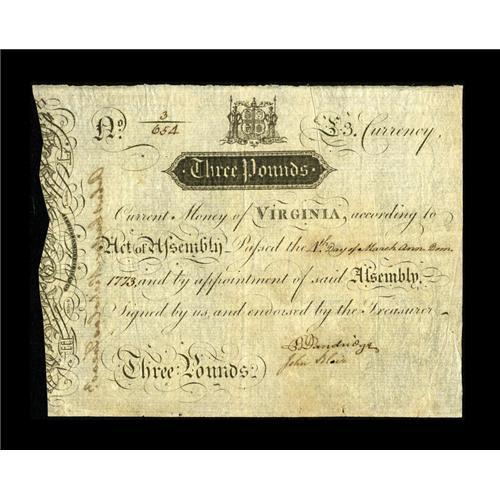 No. 3/654 £3. Currency.
Three Pounds.
Current Money of VIRGINIA, according to
Act of Assembly Passed the 4th. Day of March Ann. Dom.
1773, and by appointment of said Assembly.
Signed by us, and endorsed by the Treasurer
Three Pounds.
B Dandridge
John Blair